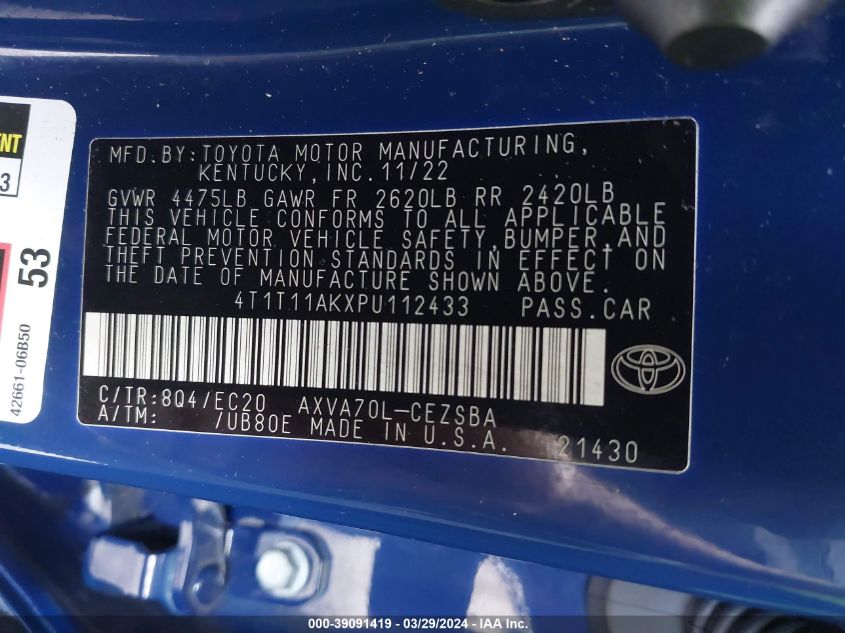 MFD.BY:TOYOTA MOTOR MANUFACTURING,
KENTUCKY,INC.11/22
GVWR 4475LB GAWR FR 2620LB RR 2420LB
THIS VEHICLE CONFORMS TO ALL APPLICABLE
FEDERAL MOTOR VEHICLE SAFETY,BUMPER,AND
THEFT PREVENTION STANDARDS IN EFFECT ON
THE DATE OF MANUFACTURE SHOWN ABOVE.
4T1T11AKXPU112433 PASS.CAR
C/TR:8Q4/EC20 AXVA70L-CEZSBA
A/TM: /UB80E MADE IN U.S.A. 21430
3
53
42661-06B50
000-39091419 - 03/29/2024 - IAA Inc.